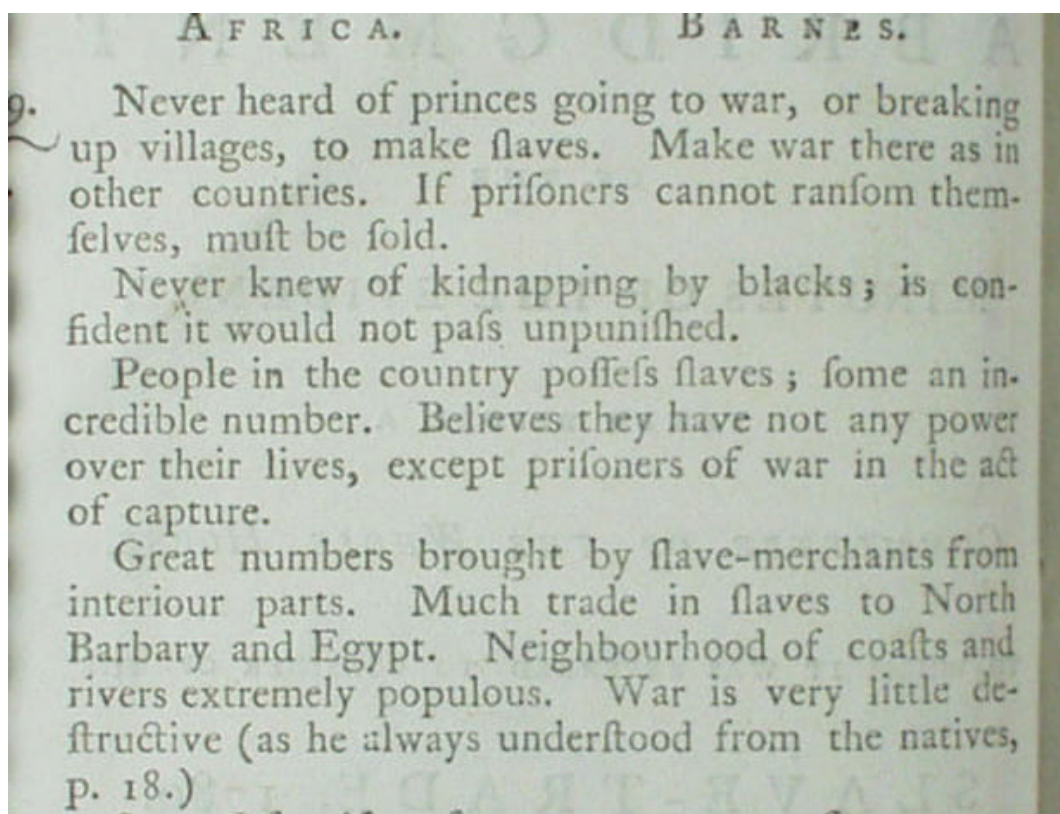 AFRICA. BARNES.
9. Never heard of princes going to war, or breaking
up villages, to make ſlaves. Make war there as in
other countries. If priſoners cannot ranſom them-
ſelves, muſt be ſold.
Never knew of kidnapping by blacks; is con-
fident it would not paſs unpuniſhed.
People in the country poſſeſs ſlaves; ſome an in-
credible number. Believes they have not any power
over their lives, except priſoners of war in the act
of capture.
Great numbers brought by ſlave-merchants from
interiour parts. Much trade in ſlaves to North
Barbary and Egypt. Neighbourhood of coaſts and
rivers extremely populous. War is very little de-
ſtructive (as he always underſtood from the natives,
p. 18.)